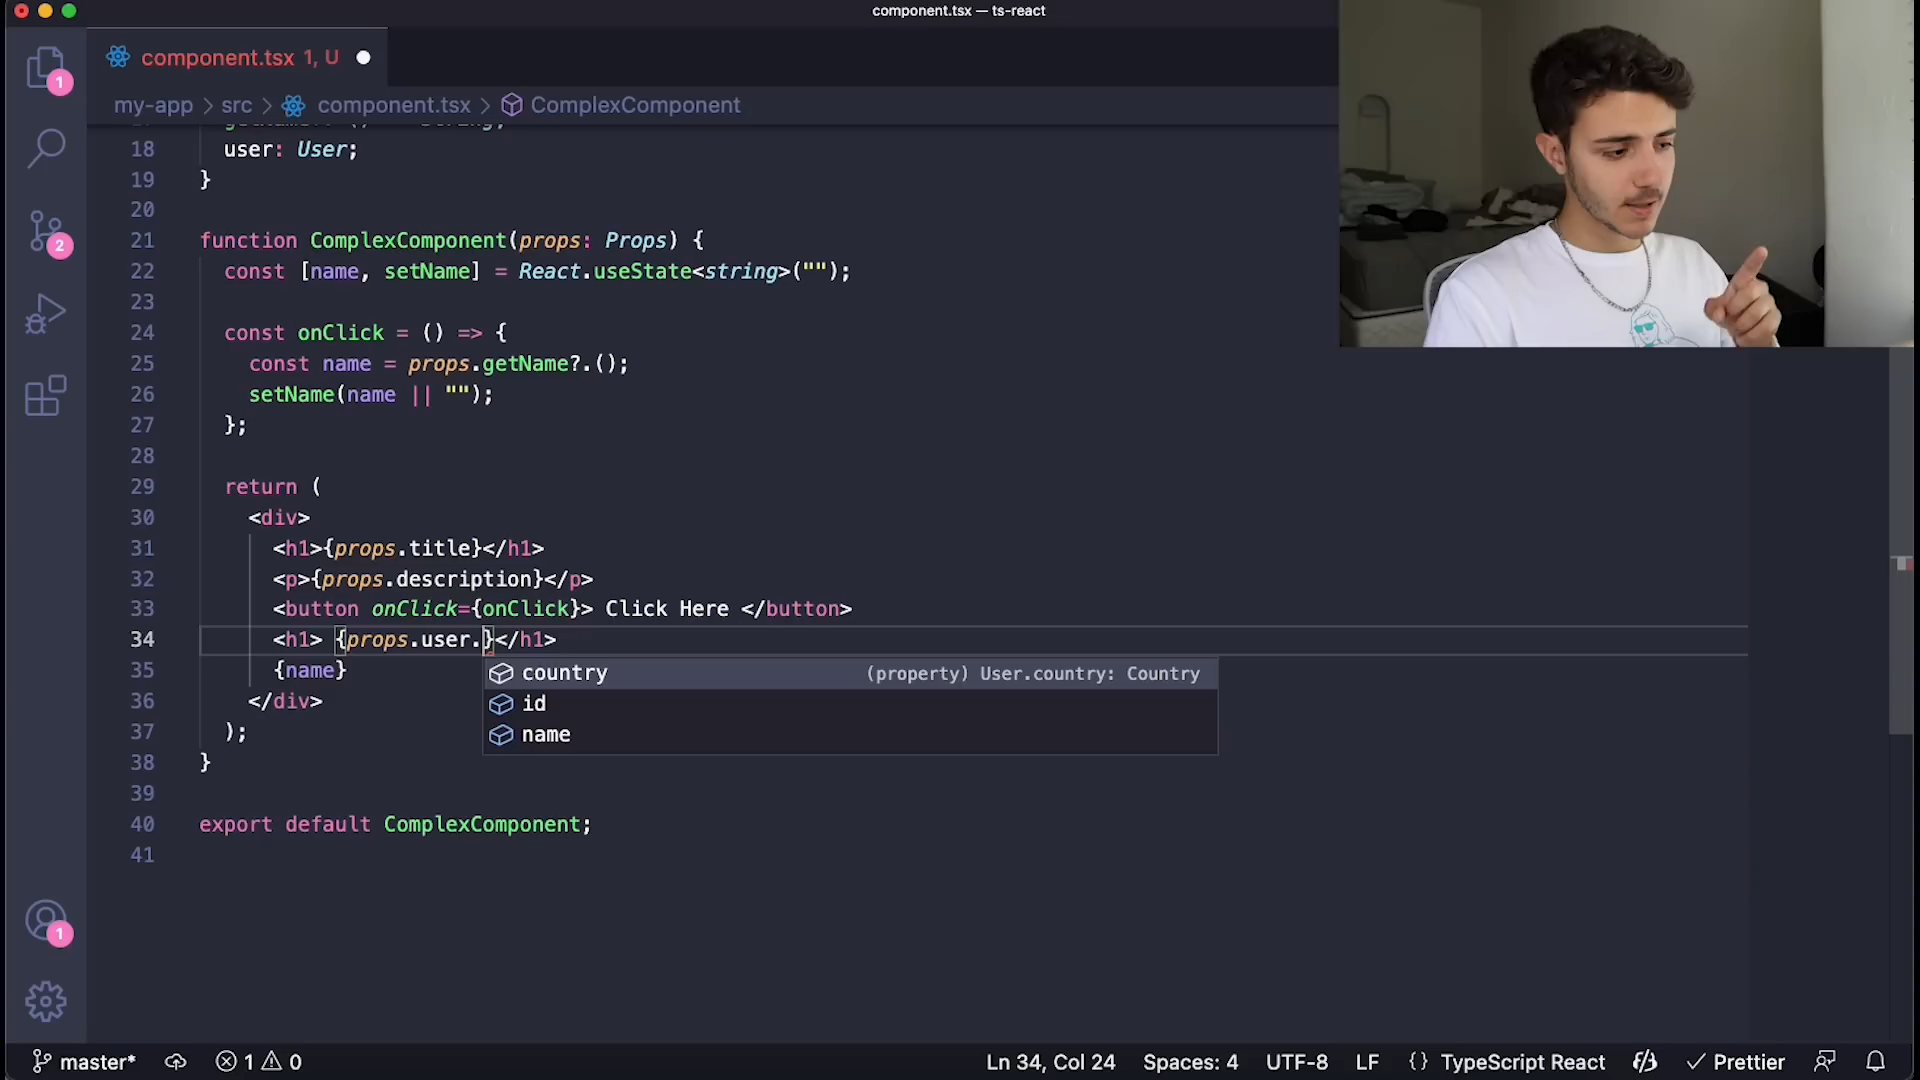 component.tsx — ts-react
component.tsx 1, U
my-app > src > component.tsx > ComplexComponent
18 user: User;
19 }
20
21 function ComplexComponent(props: Props) {
22 const [name, setName] = React.useState<string>("");
23
24 const onClick = () => {
25 const name = props.getName?.();
26 setName(name || "");
27 };
28
29 return (
30 <div>
31 <h1>{props.title}</h1>
32 <p>{props.description}</p>
33 <button onClick={onClick}> Click Here </button>
34 <h1> {props.user.}</h1>
35 {name}
36 </div>
37 );
38 }
39
40 export default ComplexComponent;
41
country (property) User.country: Country
id
name
1
2
1
master* 1 0 Ln 34, Col 24 Spaces: 4 UTF-8 LF {} TypeScript React Prettier